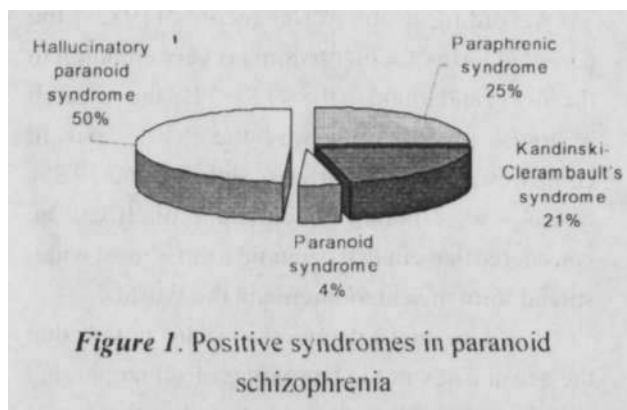 Hallucinatory
paranoid
syndrome
50%
Paraphrenic
syndrome
25%
Kandinski-
Clerambault's
syndrome
21%
Paranoid
syndrome
4%
Figure 1. Positive syndromes in paranoid
schizophrenia